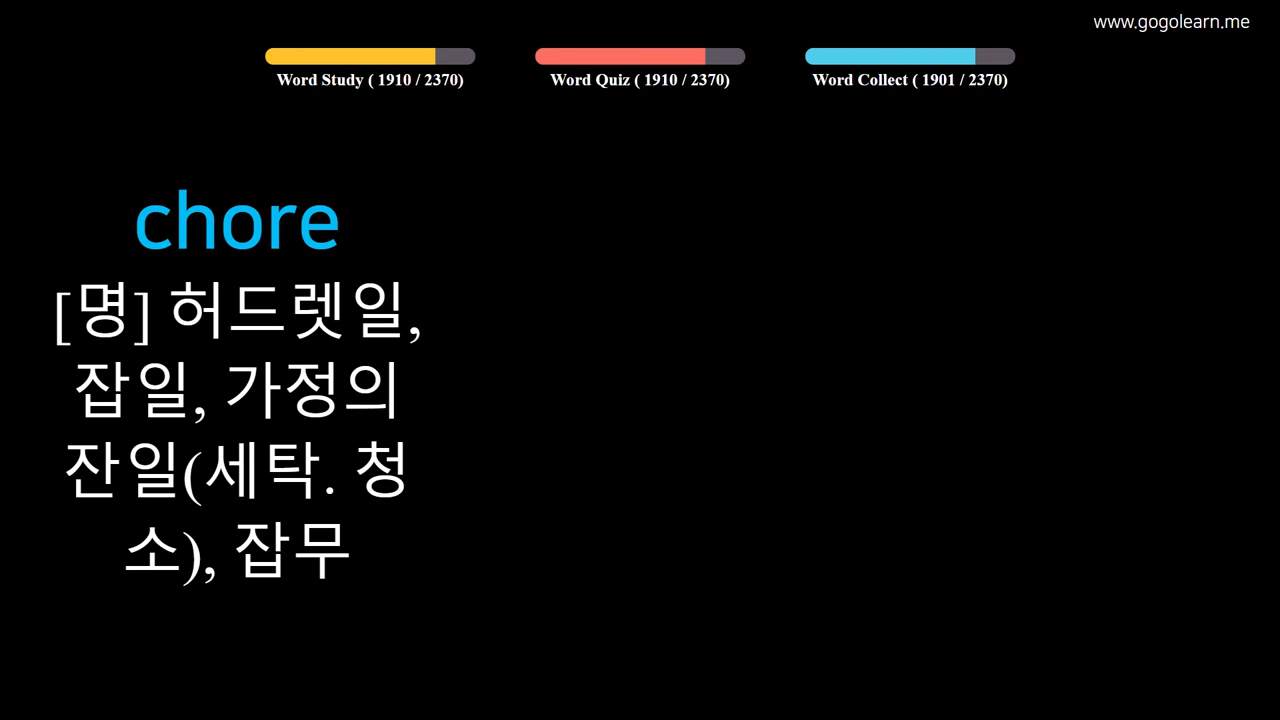 www.gogolearn.me
Word Study ( 1910 / 2370)
Word Quiz ( 1910 / 2370)
Word Collect ( 1901 / 2370)
chore
[명] 허드렛일,
잡일, 가정의
잔일(세탁. 청
소), 잡무